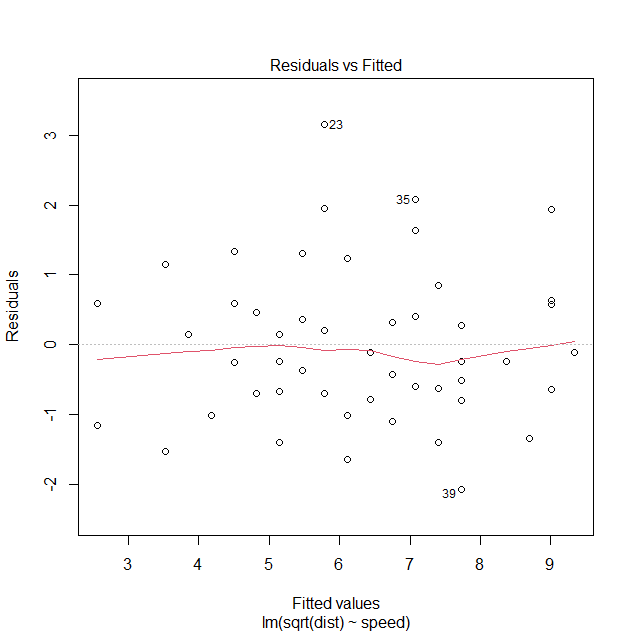 Residuals vs Fitted
Residuals
3
2
1
0
-1
-2
23
35
39
3 4 5 6 7 8 9
Fitted values
lm(sqrt(dist) ~ speed)